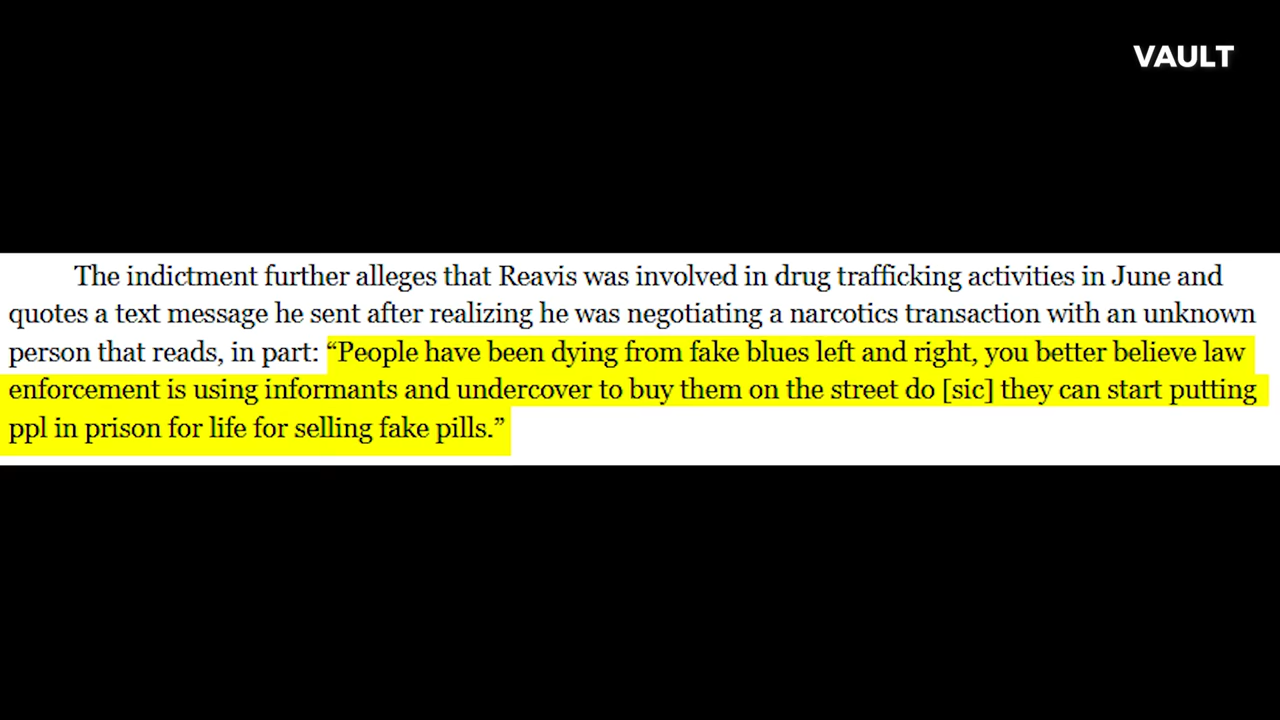 VAULT
The indictment further alleges that Reavis was involved in drug trafficking activities in June and
quotes a text message he sent after realizing he was negotiating a narcotics transaction with an unknown
person that reads, in part: “People have been dying from fake blues left and right, you better believe law
enforcement is using informants and undercover to buy them on the street do [sic] they can start putting
ppl in prison for life for selling fake pills.”